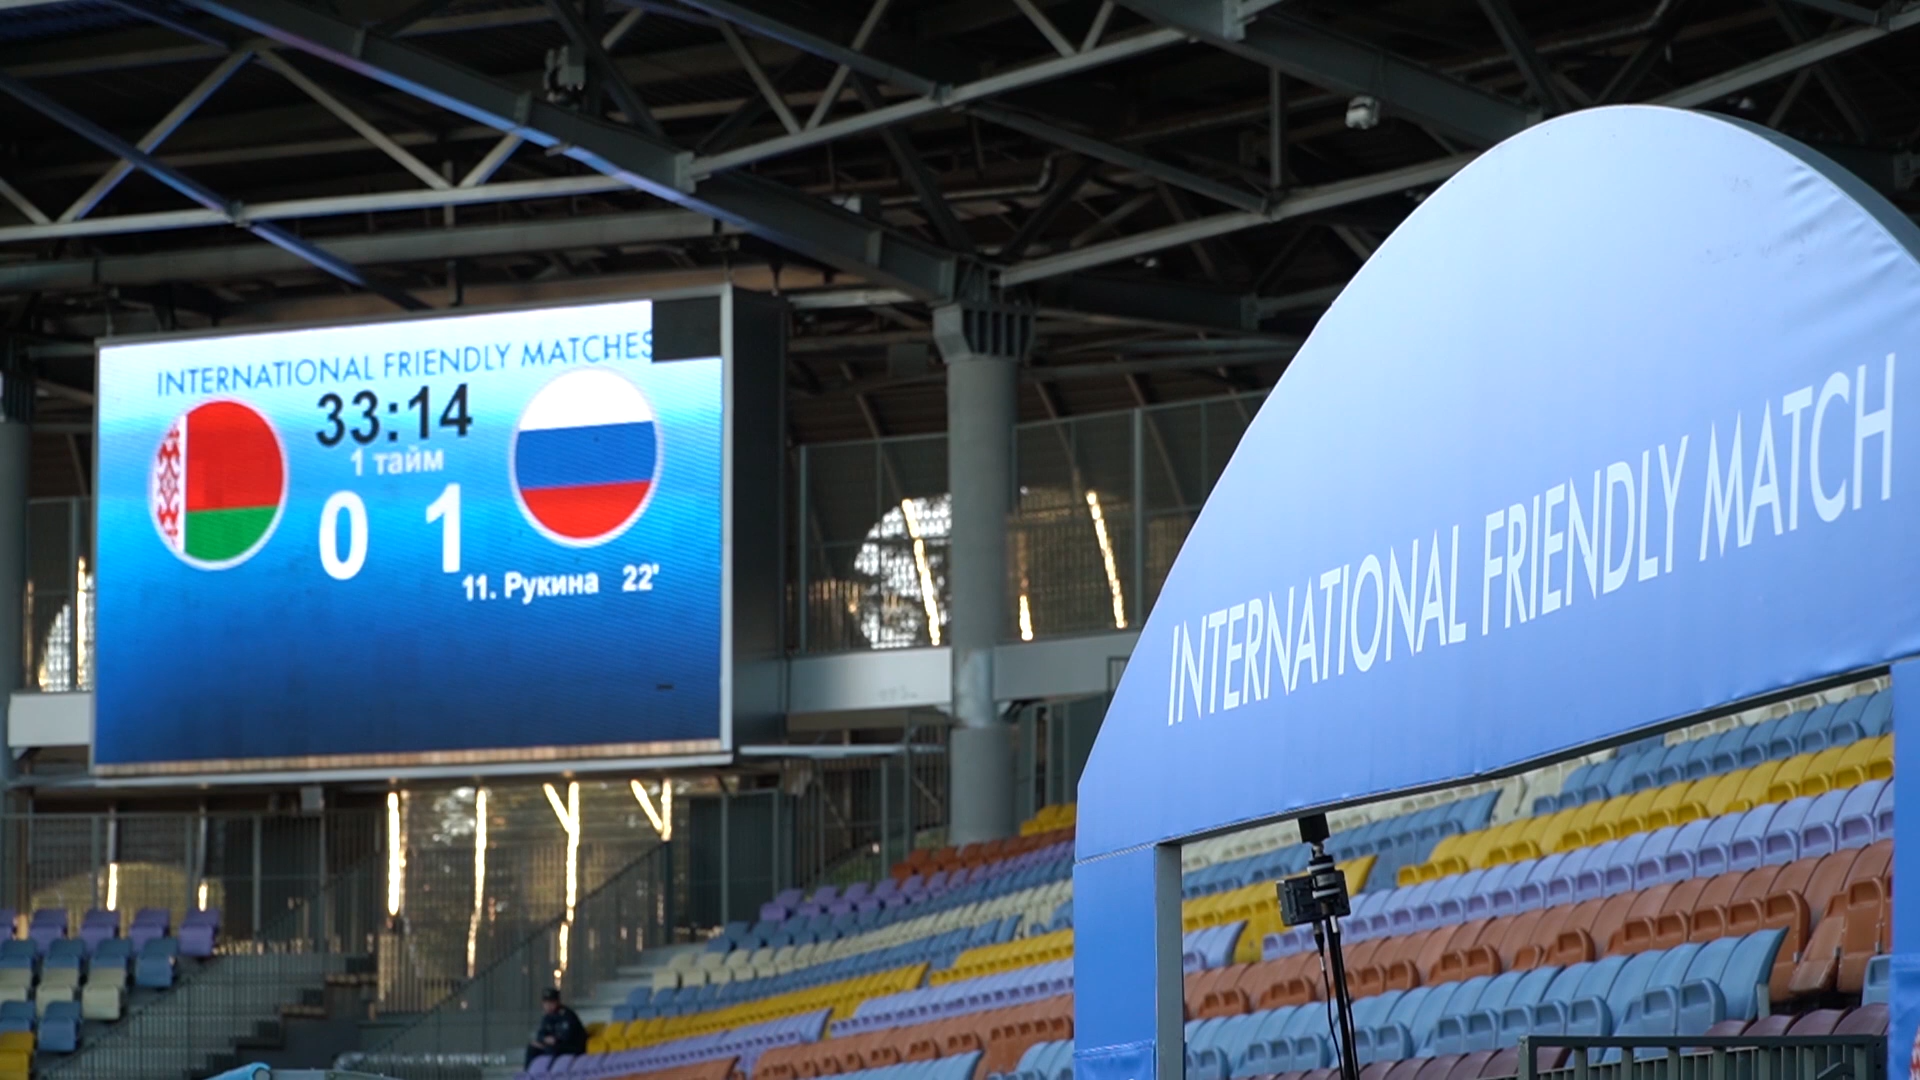 INTERNATIONAL FRIENDLY MATCHES
33:14
1 тайм
0 1
11. Рукина 22'
INTERNATIONAL FRIENDLY MATCH